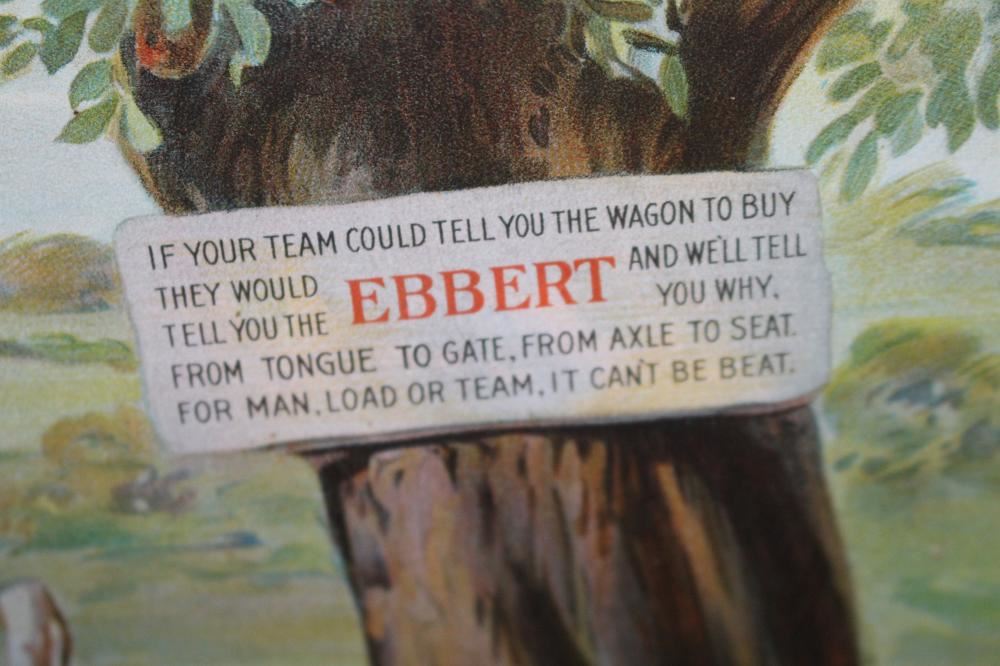 IF YOUR TEAM COULD TELL YOU THE WAGON TO BUY
THEY WOULD
TELL YOU THE
EBBERT
AND WE'LL TELL
YOU WHY.
FROM TONGUE TO GATE, FROM AXLE TO SEAT.
FOR MAN, LOAD OR TEAM, IT CAN'T BE BEAT.